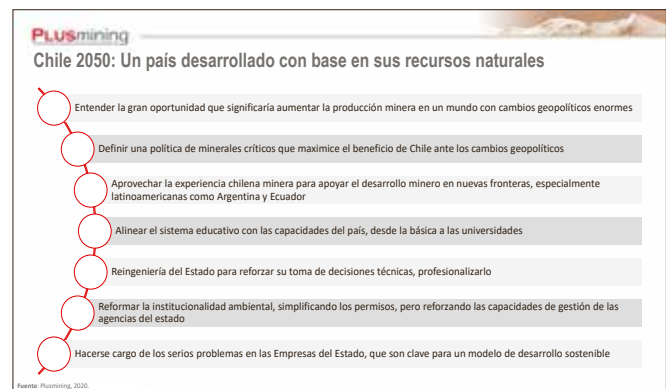 PLUSmining
Chile 2050: Un país desarrollado con base en sus recursos naturales
Entender la gran oportunidad que significaría aumentar la producción minera en un mundo con cambios geopolíticos enormes
Definir una política de minerales críticos que maximice el beneficio de Chile ante los cambios geopolíticos
Aprovechar la experiencia chilena minera para apoyar el desarrollo minero en nuevas fronteras, especialmente
latinoamericanas como Argentina y Ecuador
Alinear el sistema educativo con las capacidades del país, desde la básica a las universidades
Reingeniería del Estado para reforzar su toma de decisiones técnicas, profesionalizarlo
Reformar la institucionalidad ambiental, simplificando los permisos, pero reforzando las capacidades de gestión de las
agencias del estado
Hacerse cargo de los serios problemas en las Empresas del Estado, que son clave para un modelo de desarrollo sostenible
Fuente: Plusmining, 2020.